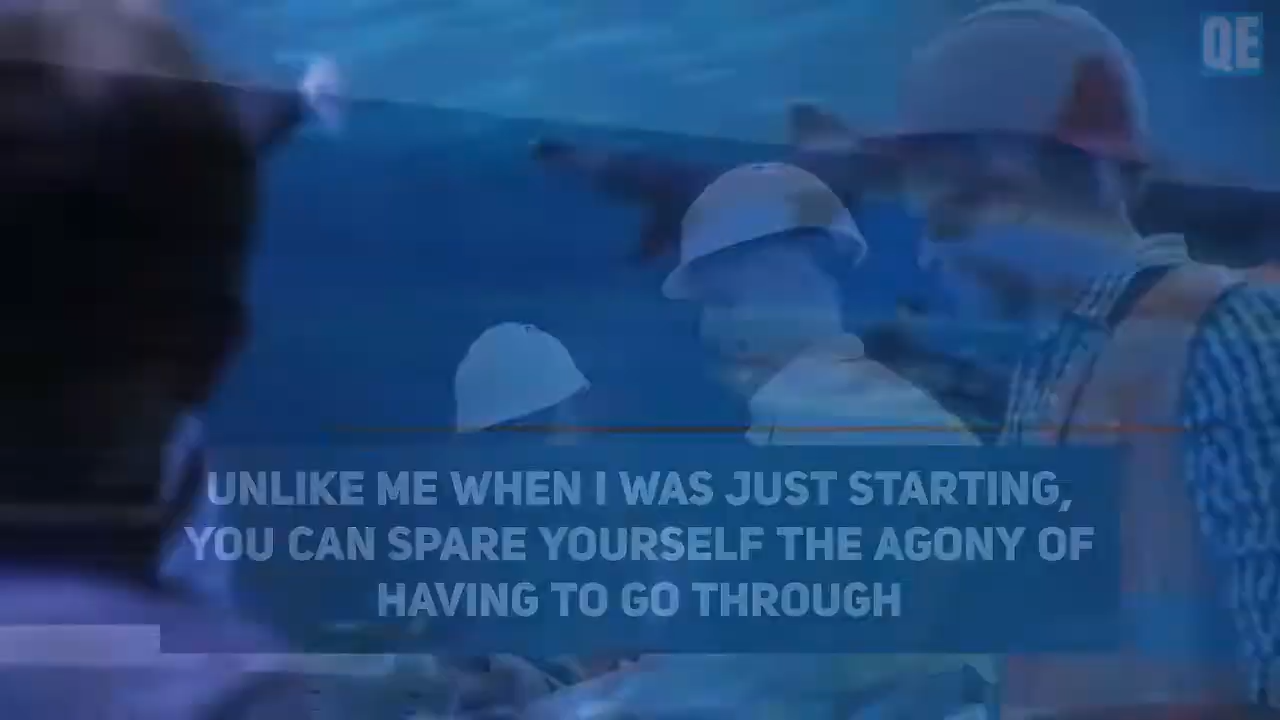 QE
UNLIKE ME WHEN I WAS JUST STARTING,
YOU CAN SPARE YOURSELF THE AGONY OF
HAVING TO GO THROUGH